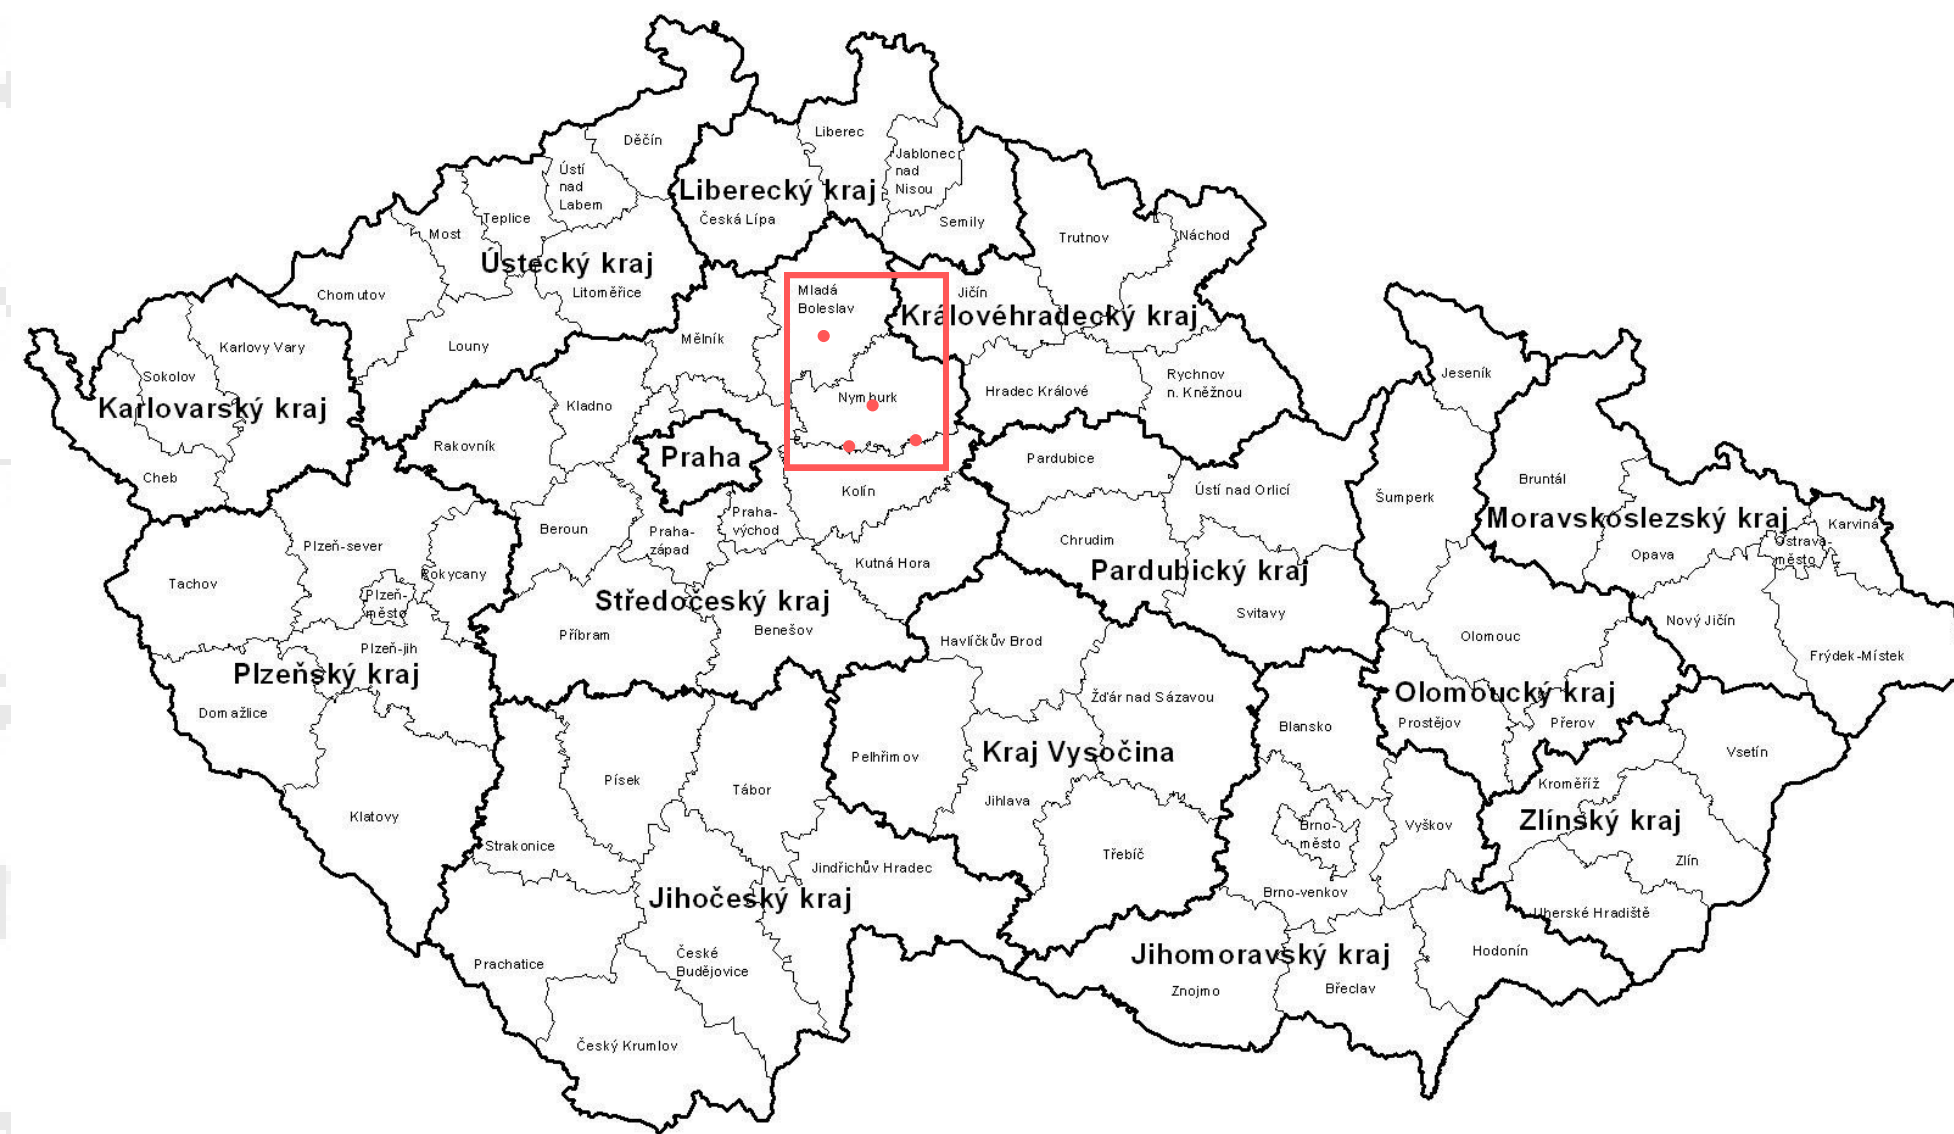 Děčín
Liberec
Jablonec
nad
Nisou
Ústí
nad
Labem
Liberecký kraj
Česká Lípa
Semily
Teplice
Most
Trutnov
Náchod
Ústecký kraj
Litoměřice
Chomutov
Mladá
Boleslav
Jičín
Královéhradecký kraj
Karlovy Vary
Louny
Mělník
Sokolov
Jeseník
Rychnov
n. Kněžnou
Hradec Králové
Nymburk
Karlovarský kraj
Kladno
Rakovník
Praha
Pardubice
Cheb
Kolín
Ústí nad Orlicí
Šumperk
Bruntál
Moravskoslezský kraj
Karviná
Ostrava-
město
Opava
Beroun
Praha-
západ
Praha-
východ
Plzeň-sever
Chrudim
Kutná Hora
Pardubický kraj
Tachov
Rokycany
Plzeň-
město
Středočeský kraj
Svitavy
Nový Jičín
Příbram
Benešov
Havlíčkův Brod
Olomouc
Frýdek-Místek
Plzeň-jih
Plzeňský kraj
Olomoucký kraj
Žďár nad Sázavou
Domažlice
Prostějov
Přerov
Blansko
Vsetín
Kraj Vysočina
Pelhřimov
Písek
Tábor
Kroměříž
Jihlava
Klatovy
Zlínský kraj
Brno-
město
Vyškov
Strakonice
Třebíč
Zlín
Jindřichův Hradec
Brno-venkov
Jihočeský kraj
Uherské Hradiště
České
Budějovice
Jihomoravský kraj
Hodonín
Prachatice
Znojmo
Břeclav
Český Krumlov